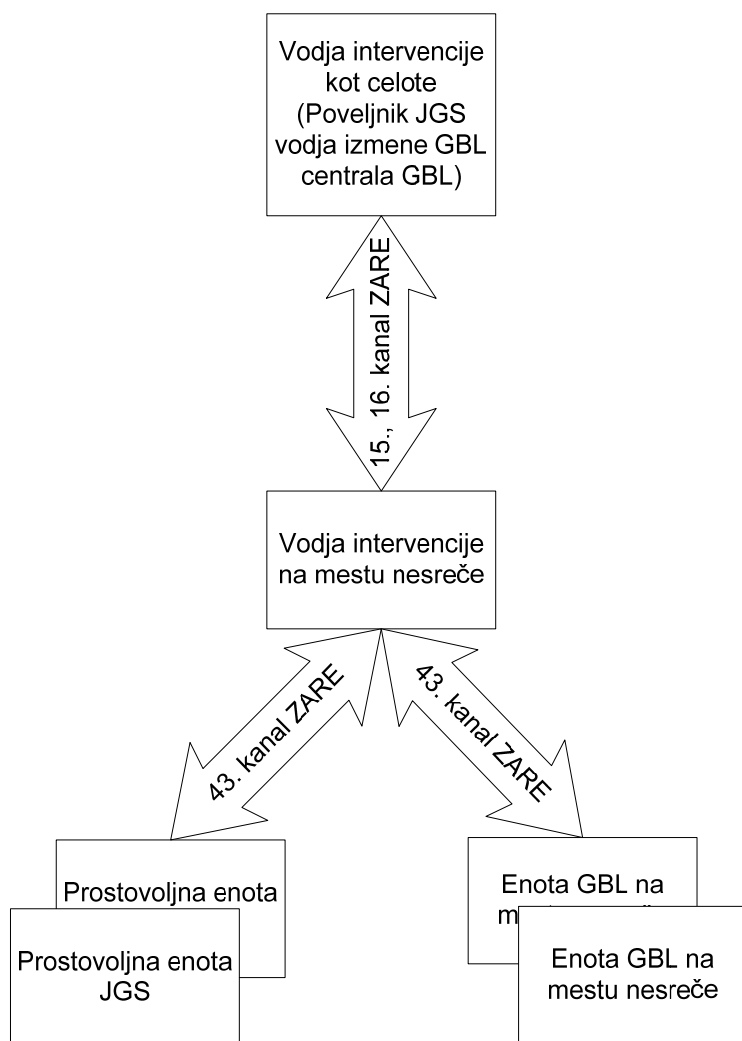 Vodja intervencije
kot celote
(Poveljnik JGS
vodja izmene GBL
centrala GBL)
15., 16. kanal ZARE
Vodja intervencije
na mestu nesreče
43. kanal ZARE
43. kanal ZARE
Prostovoljna enota
Prostovoljna enota
JGS
Enota GBL na
Enota GBL na
mestu nesreče